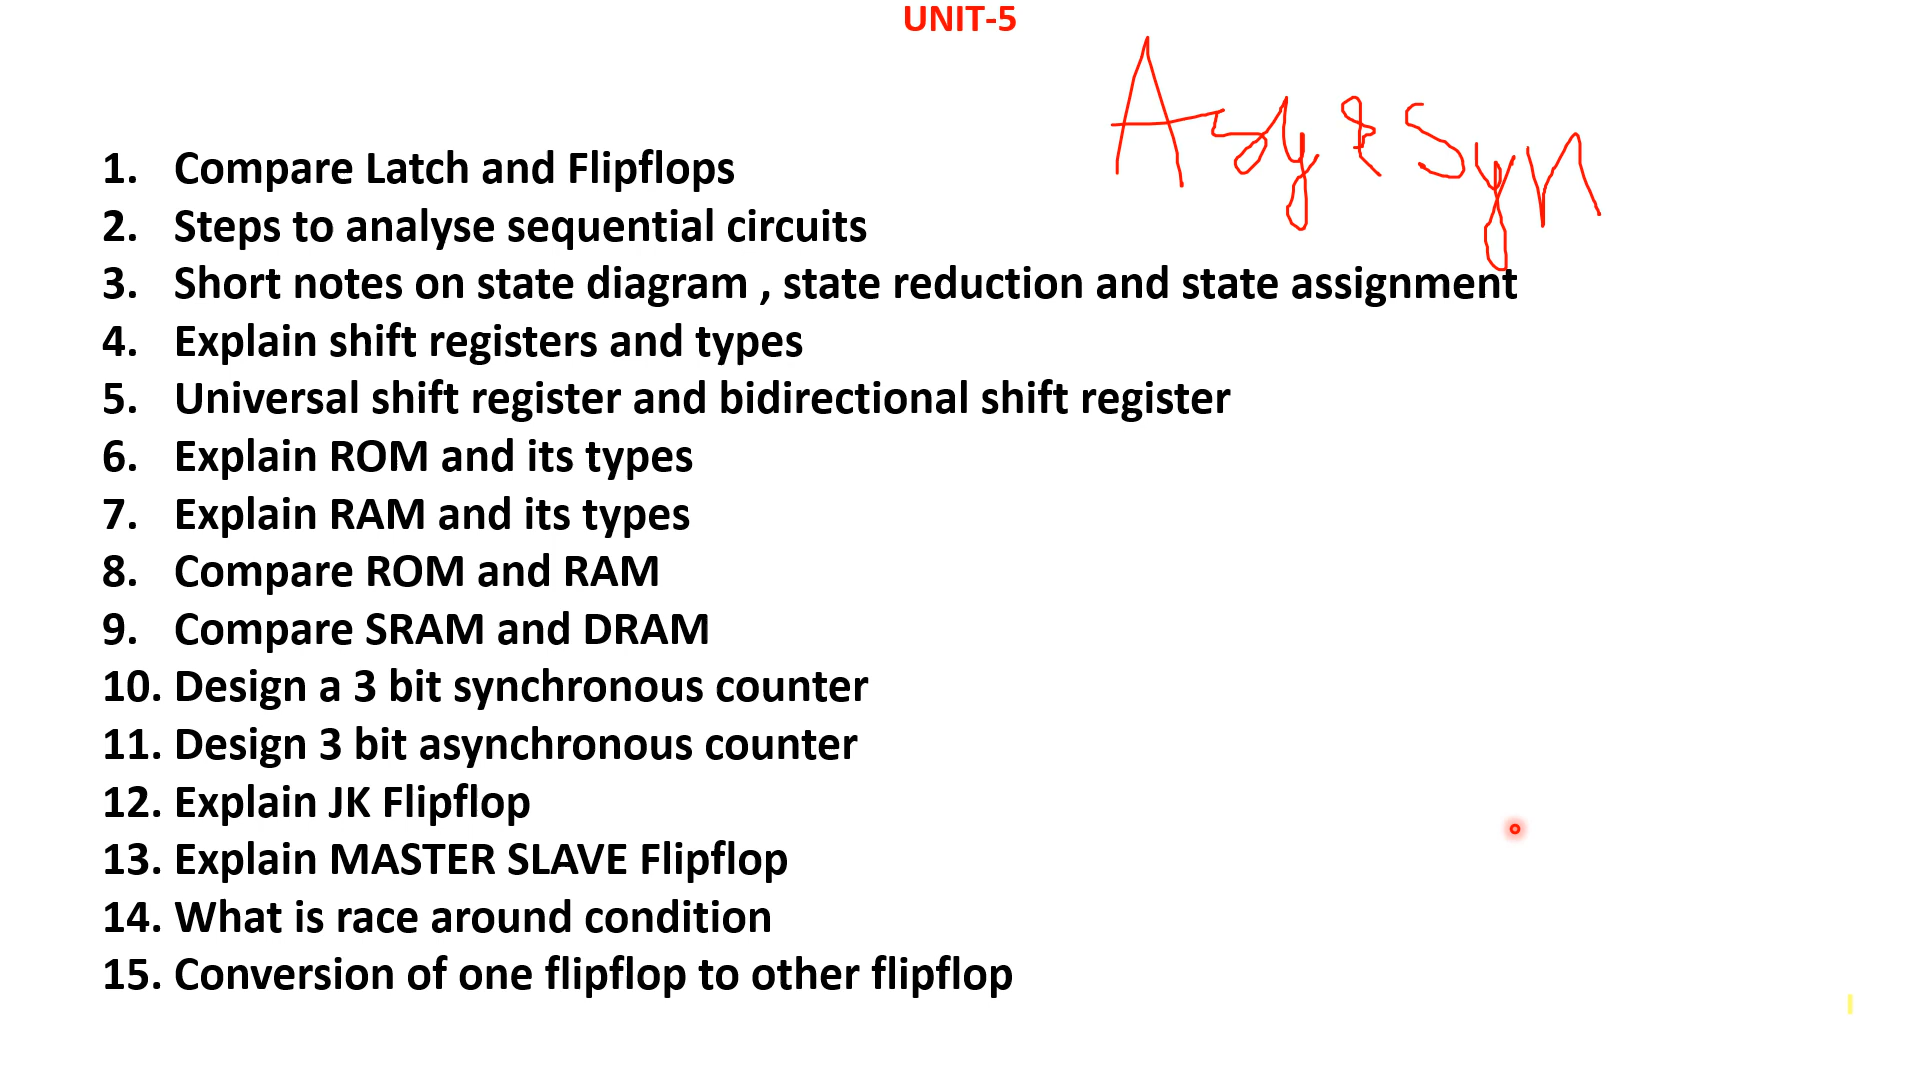 UNIT-5
& Syn
1. Compare Latch and Flipflops
2. Steps to analyse sequential circuits
3. Short notes on state diagram , state reduction and state assignment
4. Explain shift registers and types
5. Universal shift register and bidirectional shift register
6. Explain ROM and its types
7. Explain RAM and its types
8. Compare ROM and RAM
9. Compare SRAM and DRAM
10. Design a 3 bit synchronous counter
11. Design 3 bit asynchronous counter
12. Explain JK Flipflop
13. Explain MASTER SLAVE Flipflop
14. What is race around condition
15. Conversion of one flipflop to other flipflop